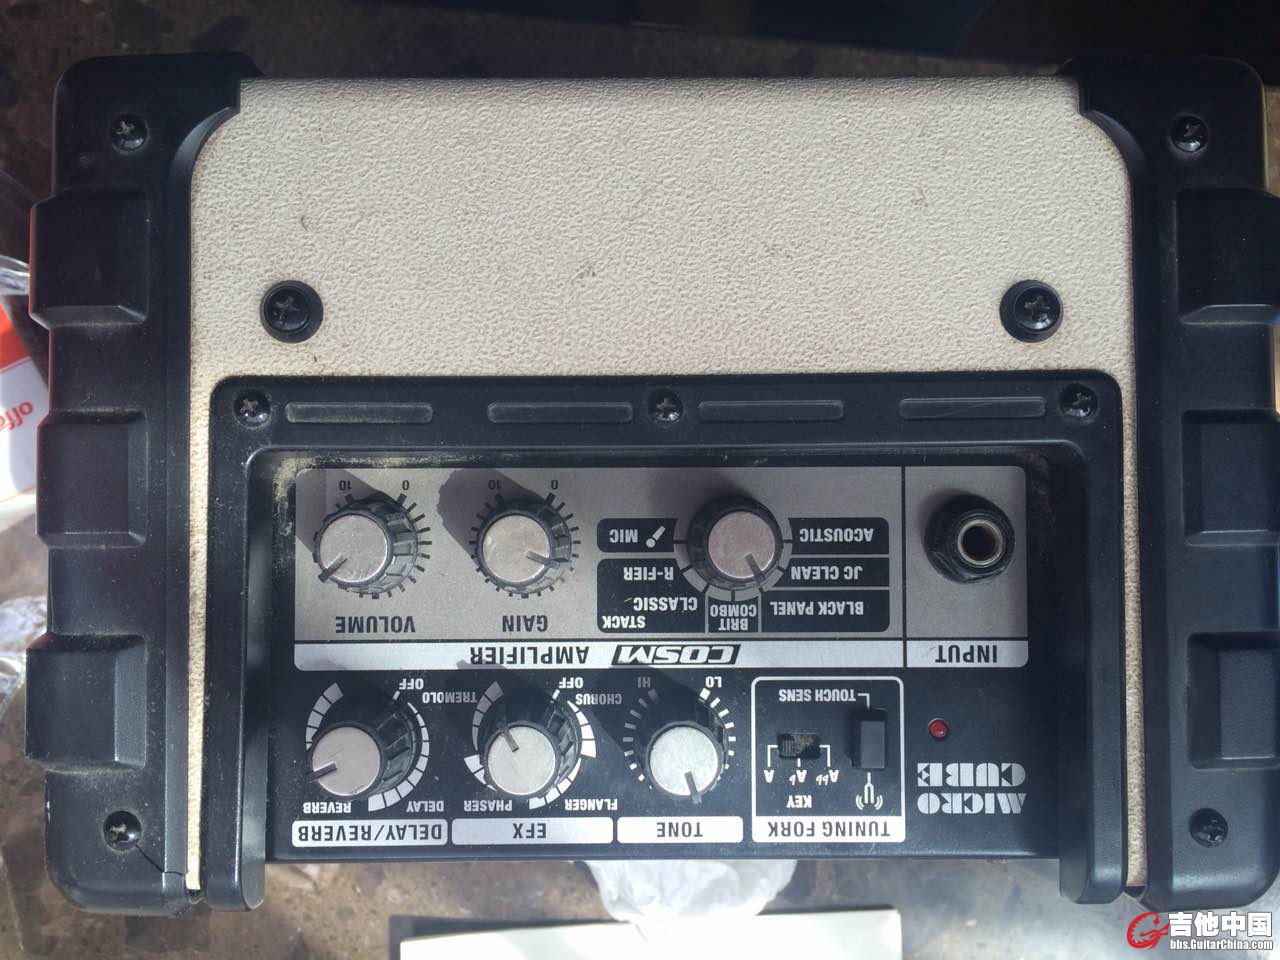 MICRO
CUBE
TUNING FORK
KEY
A♭♭ A♭ A
TOUCH SENS
TONE
LO HI
EFX
FLANGER PHASER
CHORUS TREMOLO
OFF
DELAY/REVERB
DELAY REVERB
OFF
INPUT
COSM AMPLIFIER
BLACK PANEL
JC CLEAN
ACOUSTIC
BRIT
COMBO
STACK
CLASSIC
R-FIER
MIC
GAIN
0 10
VOLUME
0 10
offe
吉他中国
bbs.GuitarChina.com